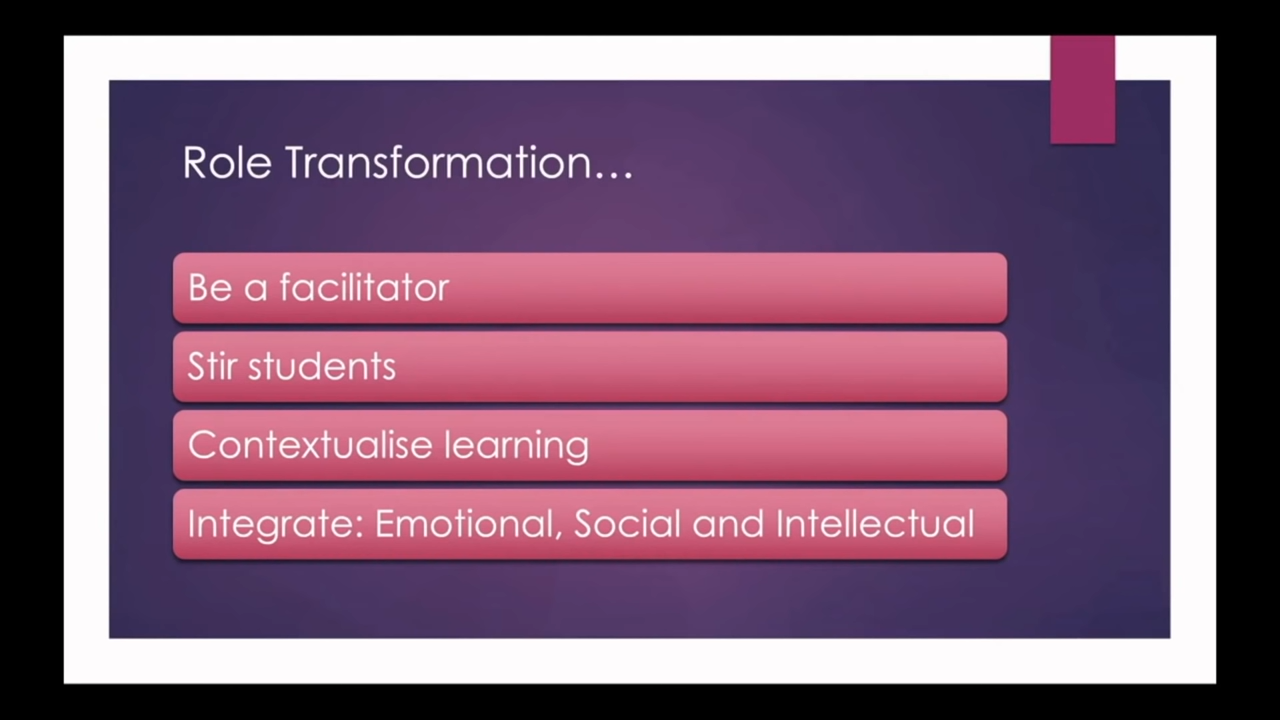 Role Transformation...
Be a facilitator
Stir students
Contextualise learning
Integrate: Emotional, Social and Intellectual